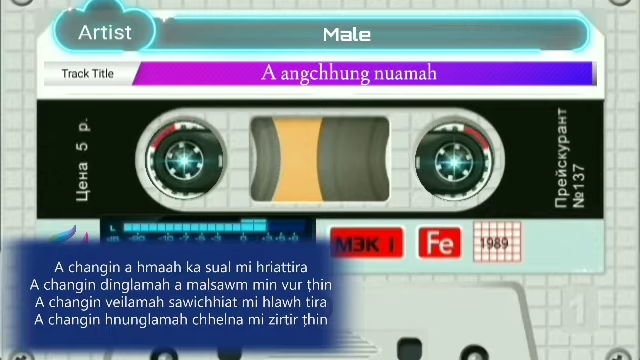 Artist
Male
Track Title
A angchhung nuamah
Цена 5 р.
Прейскурант
№137
L
dB
МЭК I
Fe
1989
A changin a hmaah ka sual mi hriattira
A changin dinglamah a malsawm min vur ṭhin
A changin veilamah sawichhiat mi hlawh tira
A changin hnunglamah chhelna mi zirtir ṭhin
1